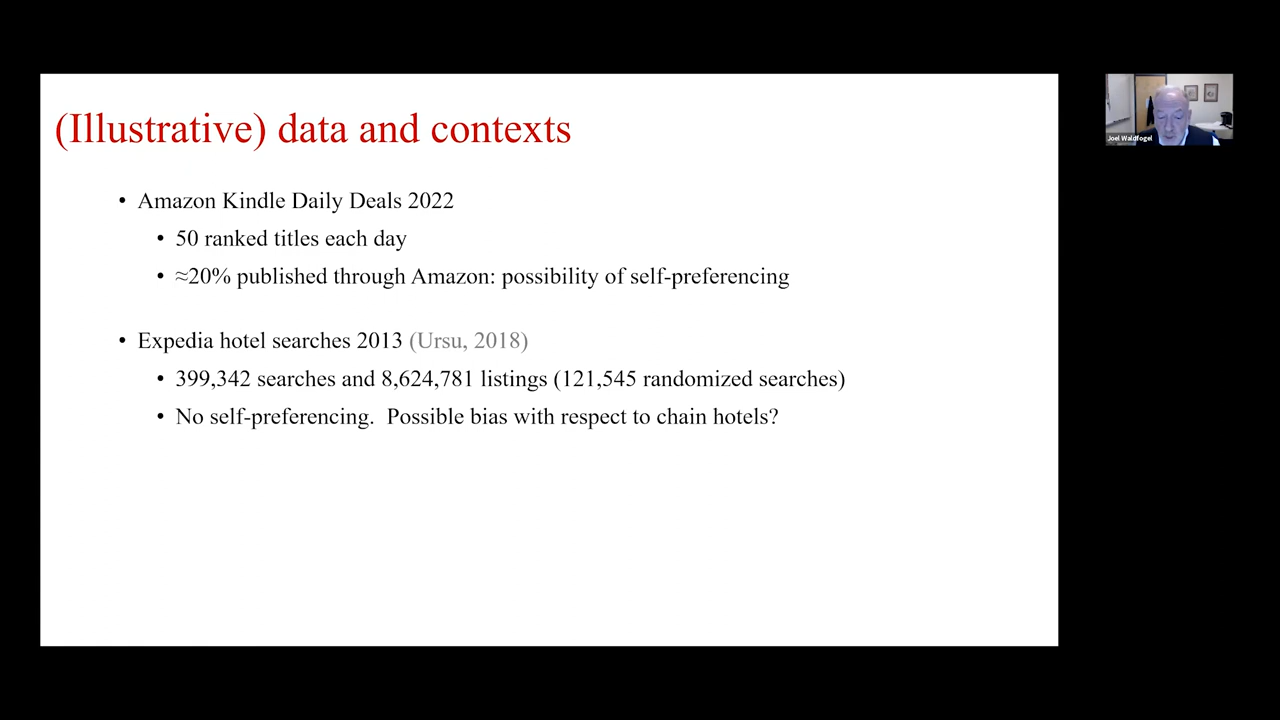 (Illustrative) data and contexts
• Amazon Kindle Daily Deals 2022
• 50 ranked titles each day
• ≈20% published through Amazon: possibility of self-preferencing
• Expedia hotel searches 2013 (Ursu, 2018)
• 399,342 searches and 8,624,781 listings (121,545 randomized searches)
• No self-preferencing.  Possible bias with respect to chain hotels?
Joel Waldfogel